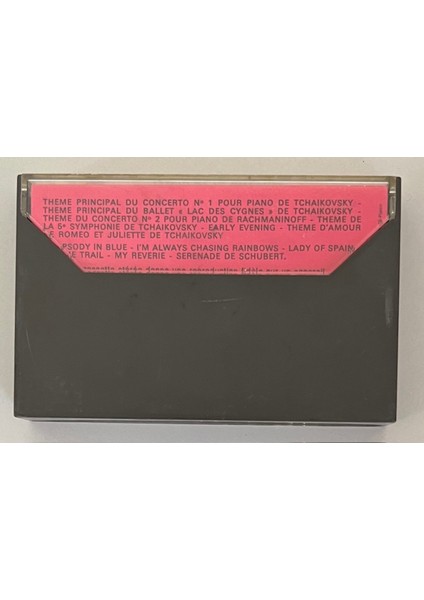 THEME PRINCIPAL DU CONCERTO Nº 1 POUR PIANO DE TCHAIKOVSKY -
THEME PRINCIPAL DU BALLET « LAC DES CYGNES » DE TCHAIKOVSKY -
THEME DU CONCERTO Nº 2 POUR PIANO DE RACHMANINOFF - THEME DE
LA 5e SYMPHONIE DE TCHAIKOVSKY - EARLY EVENING - THEME D'AMOUR
ROMEO ET JULIETTE DE TCHAIKOVSKY
PSODY IN BLUE - I'M ALWAYS CHASING RAINBOWS - LADY OF SPAIN
TRAIL - MY REVERIE - SERENADE DE SCHUBERT.